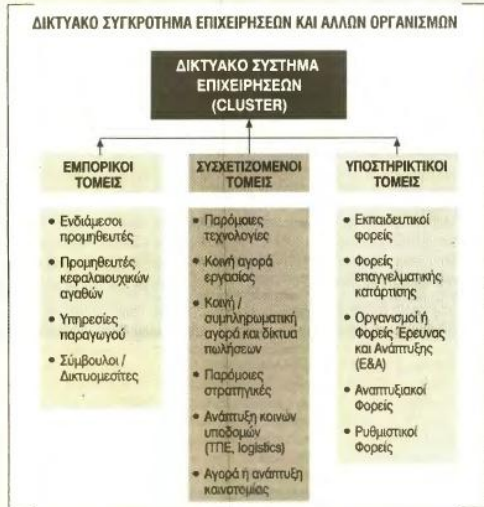 ΔΙΚΤΥΑΚΟ ΣΥΓΚΡΟΤΗΜΑ ΕΠΙΧΕΙΡΗΣΕΩΝ ΚΑΙ ΑΛΛΩΝ ΟΡΓΑΝΙΣΜΩΝ
ΔΙΚΤΥΑΚΟ ΣΥΣΤΗΜΑ
ΕΠΙΧΕΙΡΗΣΕΩΝ
(CLUSTER)
ΕΜΠΟΡΙΚΟΙ
ΤΟΜΕΙΣ
• Ενδιάμεσοι
προμηθευτές
• Προμηθευτές
κεφαλαιουχικών
αγαθών
• Υπηρεσίες
παραγωγού
• Σύμβουλοι /
Δικτυομεσίτες
ΣΥΣΧΕΤΙΖΟΜΕΝΟΙ
ΤΟΜΕΙΣ
• Παρόμοιες
τεχνολογίες
• Κοινή αγορά
εργασίας
• Κοινή /
συμπληρωματική
αγορά και δίκτυα
πωλήσεων
• Παρόμοιες
στρατηγικές
• Ανάπτυξη κοινών
υποδομών
(ΤΠΕ, logistics)
• Αγορά ή ανάπτυξη
καινοτομίας
ΥΠΟΣΤΗΡΙΚΤΙΚΟΙ
ΤΟΜΕΙΣ
• Εκπαιδευτικοί
φορείς
• Φορείς
επαγγελματικής
κατάρτισης
• Οργανισμοί ή
Φορείς Έρευνας
και Ανάπτυξης
(Ε&Α)
• Αναπτυξιακοί
Φορείς
• Ρυθμιστικοί
Φορείς